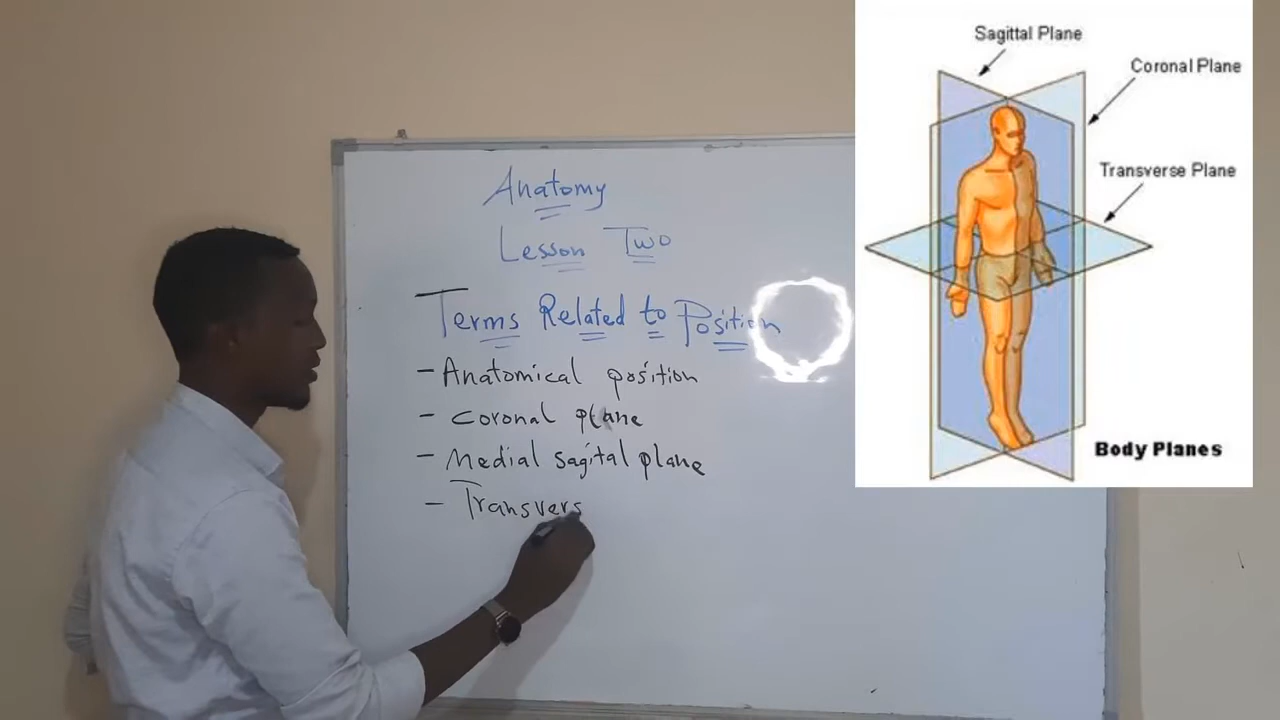 Anatomy
Lesson Two
Terms Related to Position
- Anatomical position
- coronal plane
- Medial sagital plane
- Transvers
Sagittal Plane
Coronal Plane
Transverse Plane
Body Planes